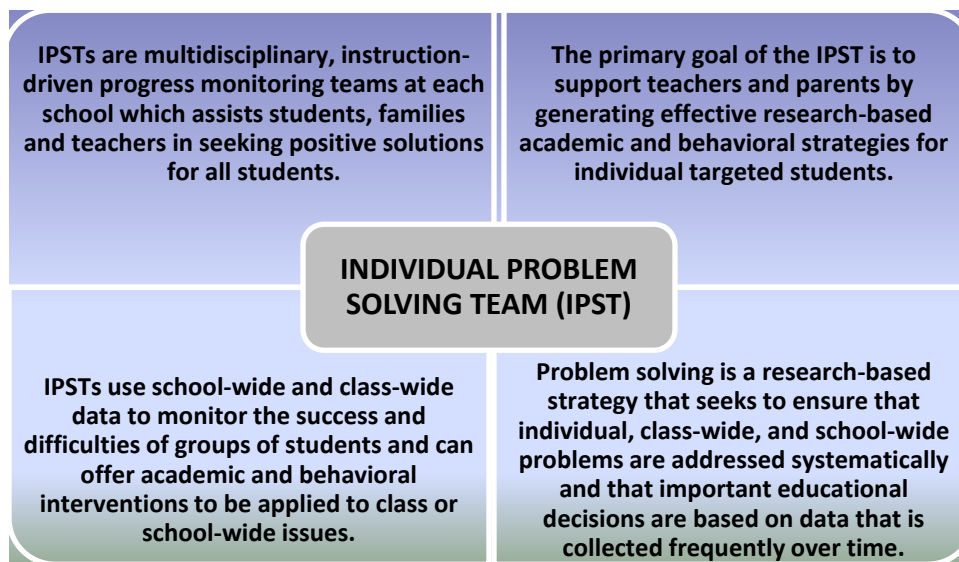 IPSTs are multidisciplinary, instruction-
driven progress monitoring teams at each
school which assists students, families
and teachers in seeking positive solutions
for all students.
The primary goal of the IPST is to
support teachers and parents by
generating effective research-based
academic and behavioral strategies for
individual targeted students.
INDIVIDUAL PROBLEM
SOLVING TEAM (IPST)
IPSTs use school-wide and class-wide
data to monitor the success and
difficulties of groups of students and can
offer academic and behavioral
interventions to be applied to class or
school-wide issues.
Problem solving is a research-based
strategy that seeks to ensure that
individual, class-wide, and school-wide
problems are addressed systematically
and that important educational
decisions are based on data that is
collected frequently over time.